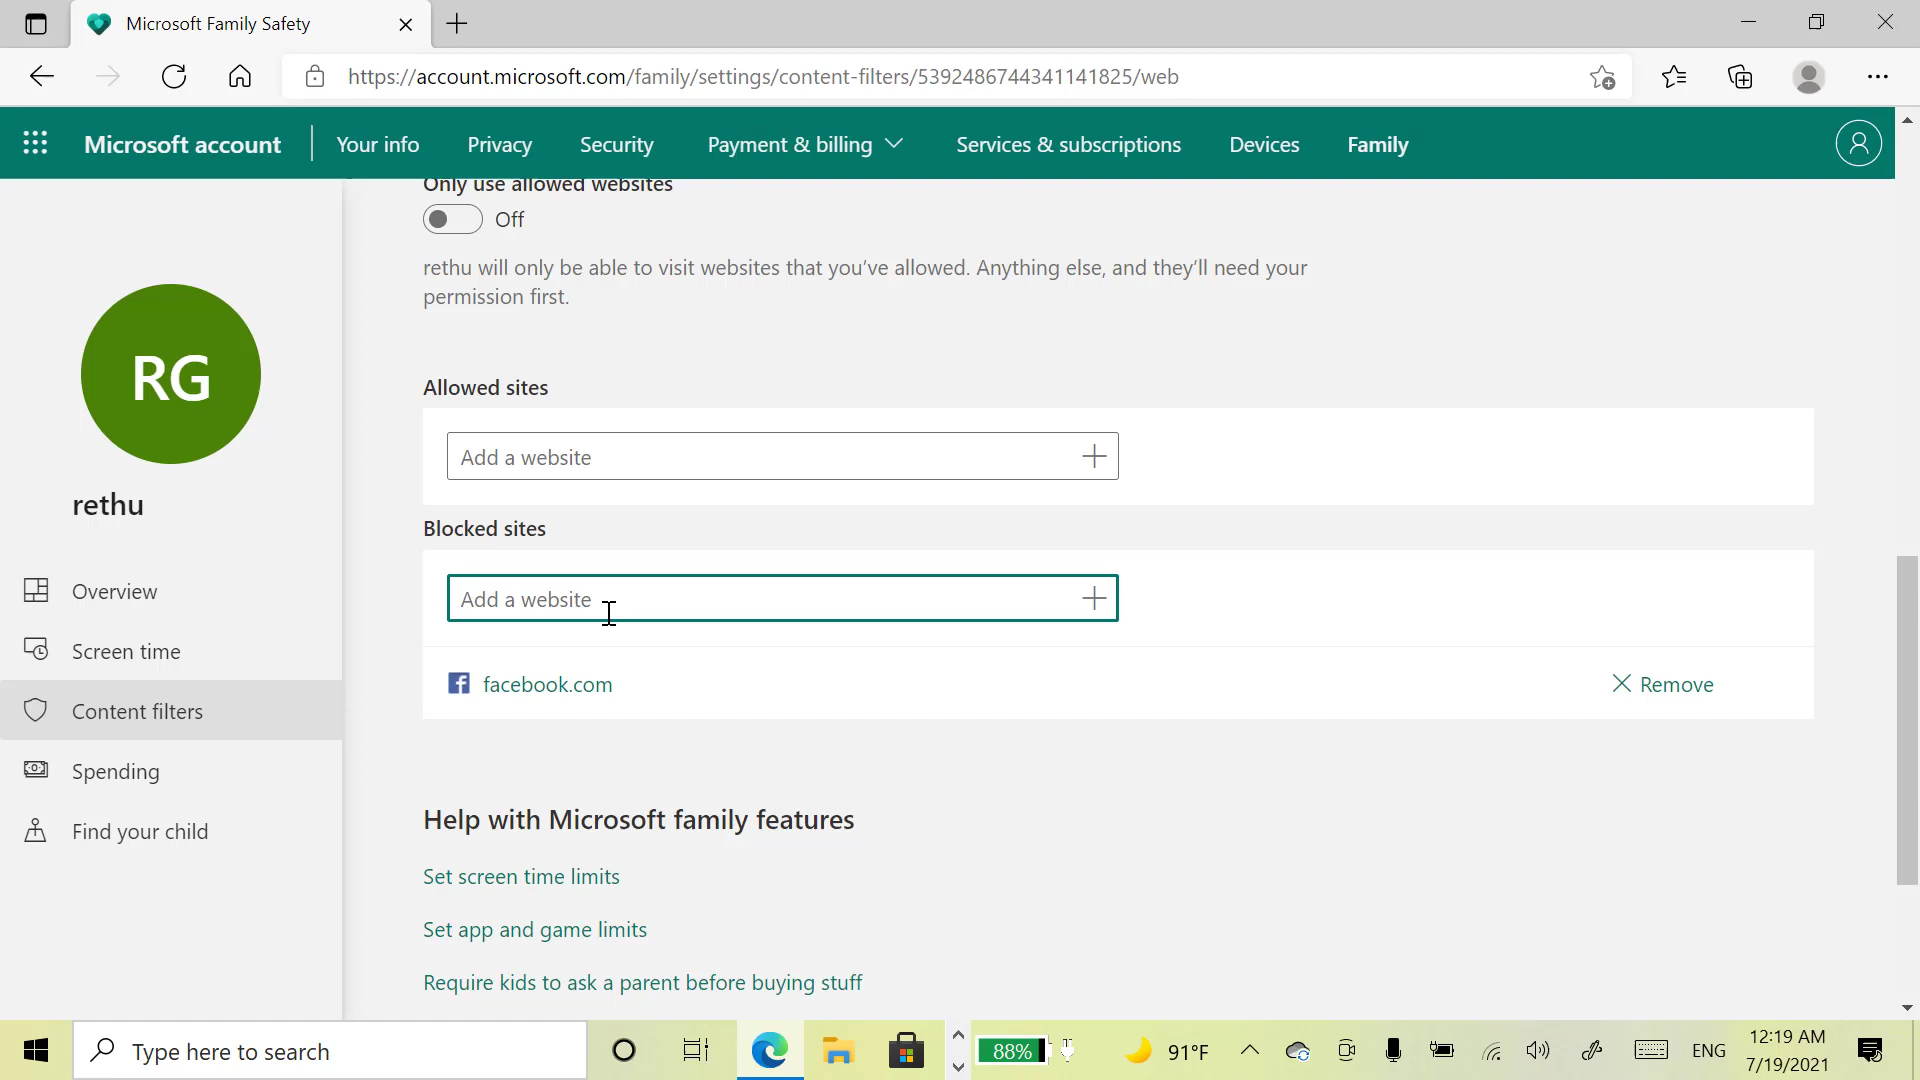 Microsoft Family Safety
https://account.microsoft.com/family/settings/content-filters/5392486744341141825/web
Microsoft account
Your info
Privacy
Security
Payment & billing
Services & subscriptions
Devices
Family
Only use allowed websites
Off
rethu will only be able to visit websites that you've allowed. Anything else, and they'll need your
permission first.
RG
rethu
Overview
Screen time
Content filters
Spending
Find your child
Allowed sites
Add a website
Blocked sites
Add a website
facebook.com
Remove
Help with Microsoft family features
Set screen time limits
Set app and game limits
Require kids to ask a parent before buying stuff
Type here to search
88%
91°F
ENG
12:19 AM
7/19/2021